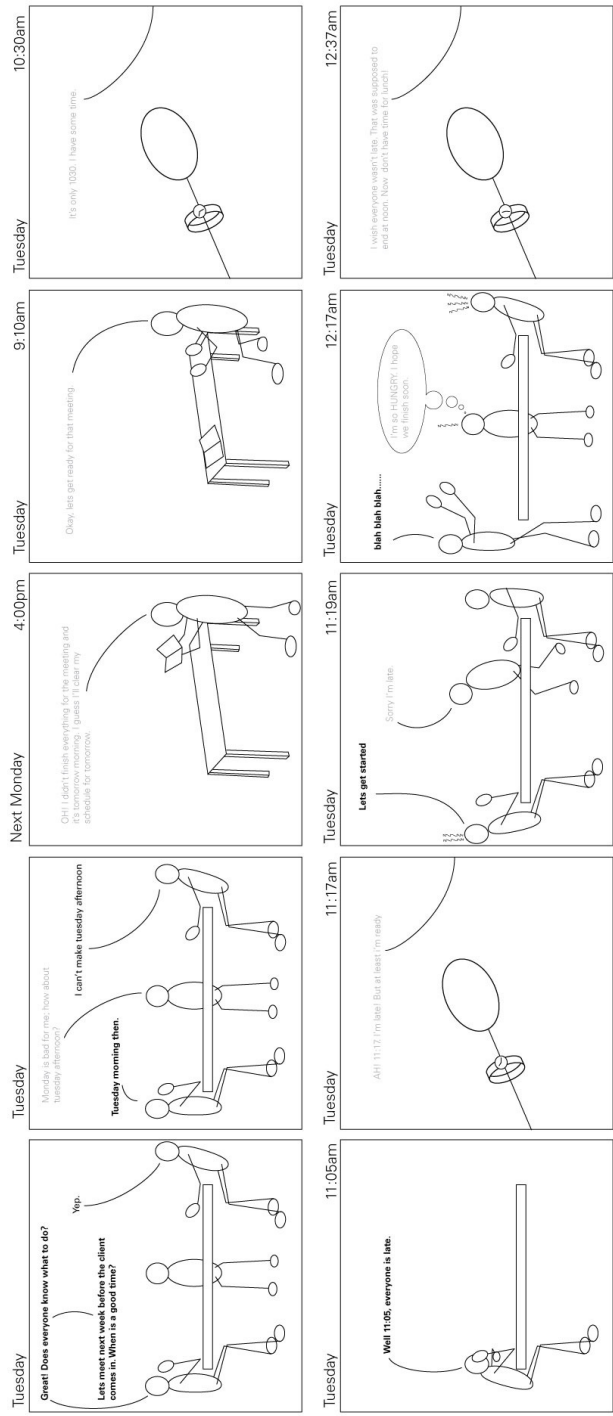 Tuesday
Great! Does everyone know what to do?
Lets meet next week before the client
comes in. When is a good time?
Yep.
Tuesday
Monday is bad for me; how about
tuesday afternoon?
I can't make tuesday afternoon
Tuesday morning then.
Next Monday
4:00pm
OH! I didn't finish everything for the meeting and
it's tomorrow morning. I guess I'll clear my
schedule for tomorrow.
Tuesday
9:10am
Okay, lets get ready for that meeting.
Tuesday
10:30am
It's only 1030. I have some time.
Tuesday
11:05am
Well 11:05, everyone is late.
Tuesday
11:17am
AH! 11:17. I'm late! But at least i'm ready
Tuesday
11:19am
Lets get started
Sorry I'm late.
Tuesday
12:17am
blah blah blah......
I'm so HUNGRY. I hope
we finish soon.
Tuesday
12:37am
I wish everyone wasn't late. That was supposed to
end at noon. Now don't have time for lunch!